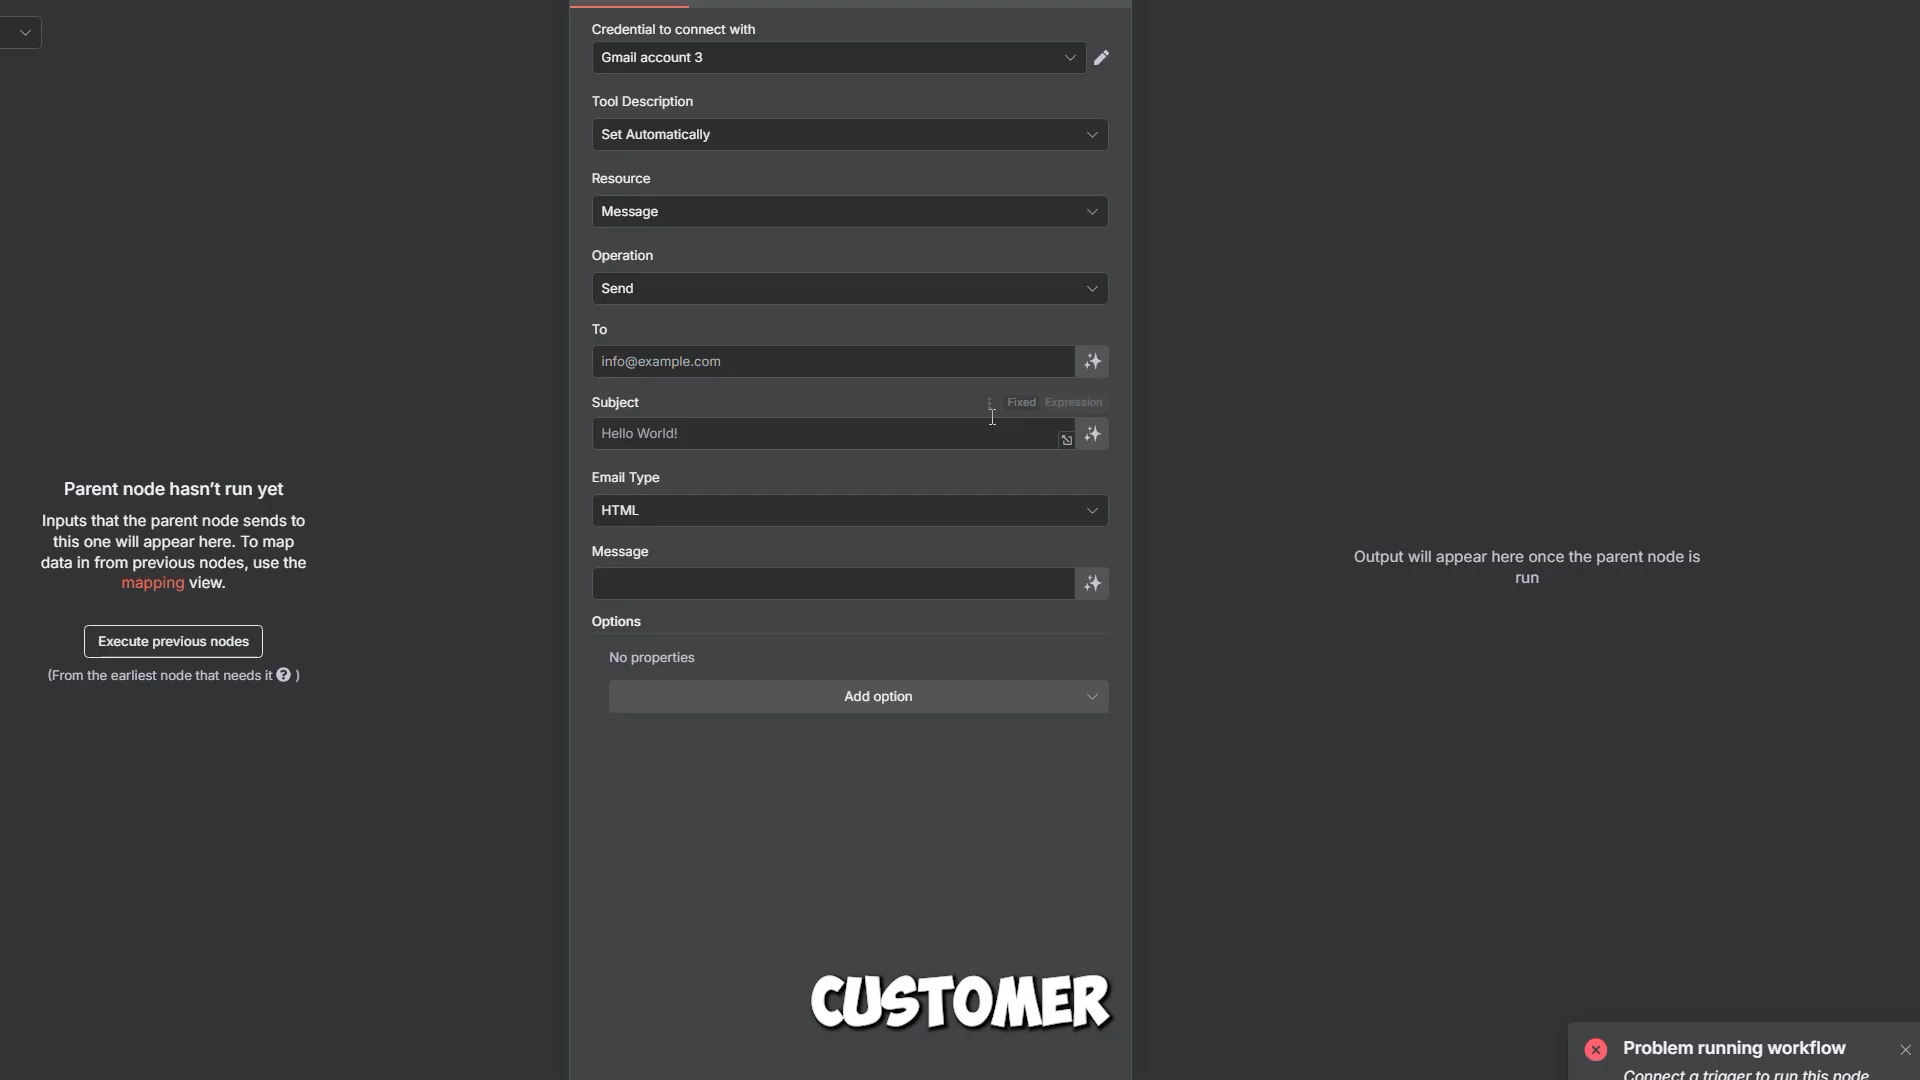 Credential to connect with
Gmail account 3
Tool Description
Set Automatically
Resource
Message
Operation
Send
To
info@example.com
Subject
Fixed Expression
Hello World!
Email Type
HTML
Message
Options
No properties
Add option
Parent node hasn't run yet
Inputs that the parent node sends to
this one will appear here. To map
data in from previous nodes, use the
mapping view.
Execute previous nodes
(From the earliest node that needs it ? )
Output will appear here once the parent node is
run
CUSTOMER
Problem running workflow
Connect a trigger to run this node